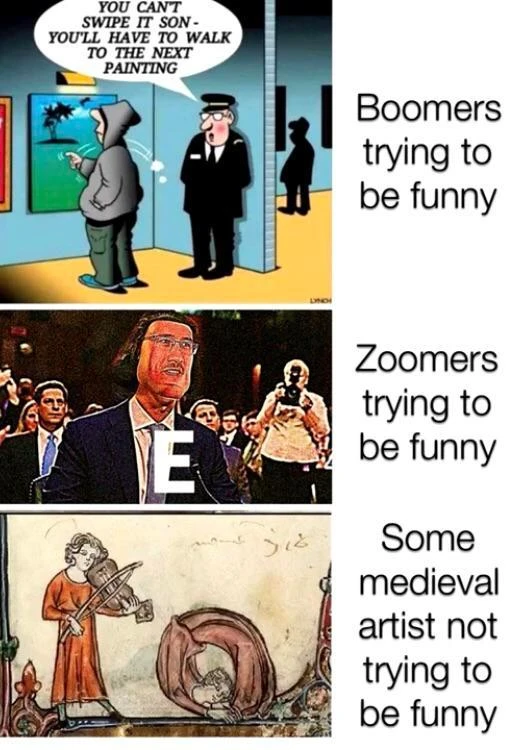 YOU CAN'T
SWIPE IT SON-
YOU'LL HAVE TO WALK
TO THE NEXT
PAINTING
Boomers
trying to
be funny
LYNCH
Zoomers
trying to
be funny
E
Some
medieval
artist not
trying to
be funny